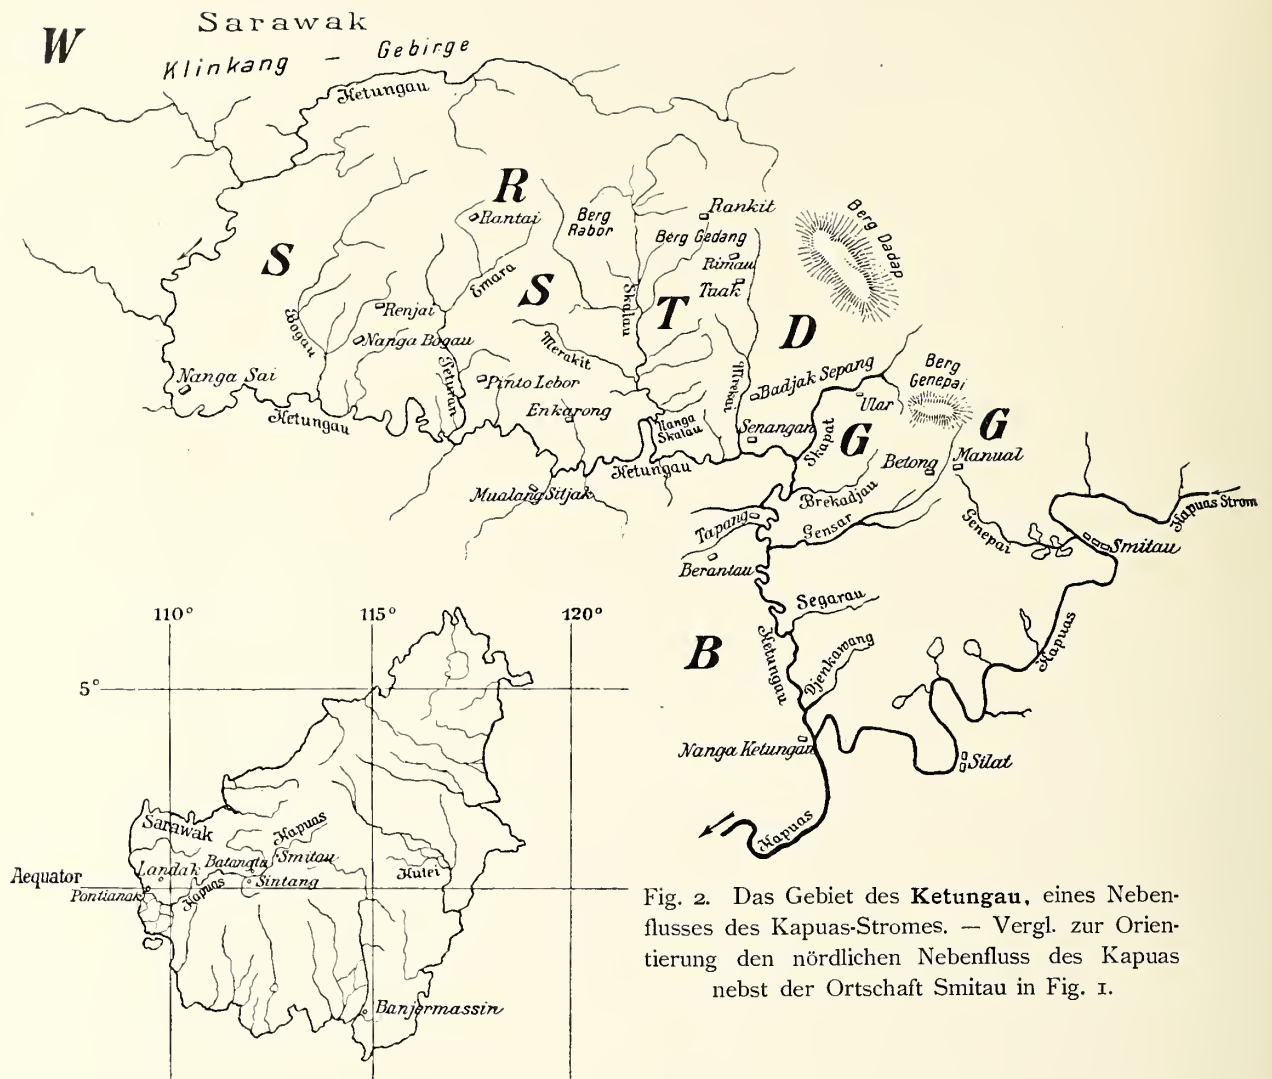 Sarawak
W
Klinkang - Gebirge
Ketungau
R
Rantai
Berg
Rabor
Rankit
Berg Gedang
Berg Dadap
S
Emara
S
Skalau
Rimau
Taak
T
D
Bogau
Renjai
Nanga Bogau
Merakit
Nanga Sai
Ketungau
Peturan
Pinto Lebor
Enkarong
Nanga
Skalau
Mrekai
Badjak Sepang
Berg
Genepai
Ular
Senangan
Skapat
G
G
Ketungau
Betong
Manual
Mualang Sitjak
Brekadjau
Tapang
Gensar
Genepai
Kapuas Strom
Smitau
Berantau
Segarau
B
Ketungau
Djenkawang
Kapuas
Nanga Ketungau
Silat
Kapuas
110°
115°
120°
5°
Sarawak
Kapuas
Landak
Smitau
Kutei
Aequator
Pontianak
Kapuas
Sintang
Banjermassin
Fig. 2. Das Gebiet des Ketungau, eines Neben-
flusses des Kapuas-Stromes. — Vergl. zur Orien-
tierung den nördlichen Nebenfluss des Kapuas
nebst der Ortschaft Smitau in Fig. 1.